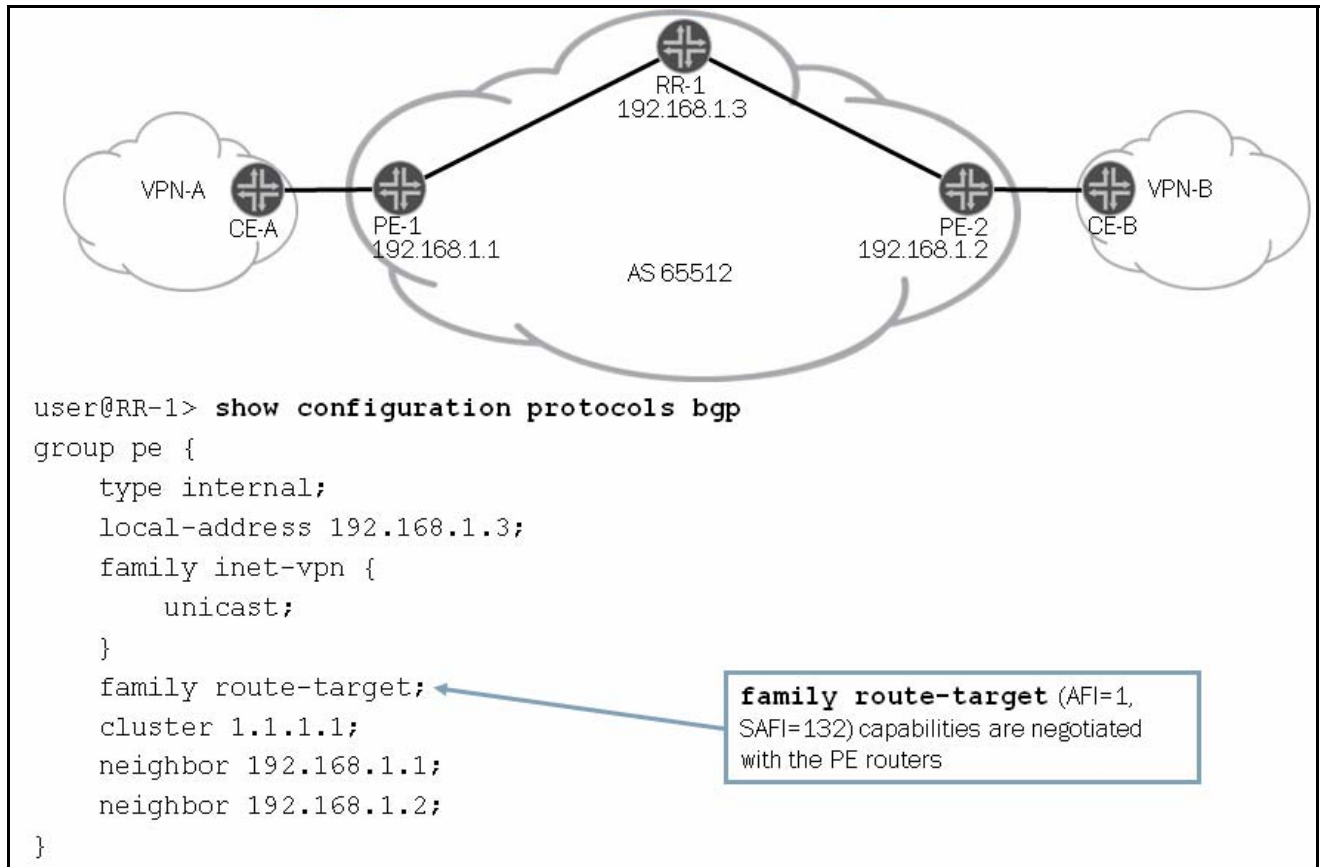 RR-1
192.168.1.3
VPN-A
CE-A
PE-1
192.168.1.1
PE-2
192.168.1.2
CE-B
VPN-B
AS 65512
user@RR-1> show configuration protocols bgp
group pe {
    type internal;
    local-address 192.168.1.3;
    family inet-vpn {
        unicast;
    }
    family route-target;
    cluster 1.1.1.1;
    neighbor 192.168.1.1;
    neighbor 192.168.1.2;
}
family route-target (AFI=1,
SAFI=132) capabilities are negotiated
with the PE routers